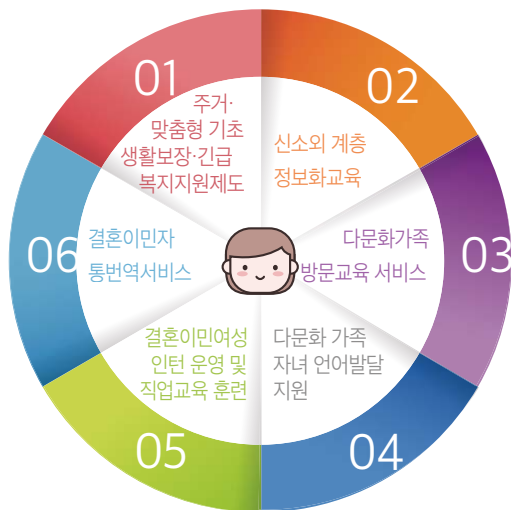 01
주거·
맞춤형 기초
생활보장·긴급
복지지원제도
02
신소외 계층
정보화교육
03
다문화가족
방문교육 서비스
04
다문화 가족
자녀 언어발달
지원
05
결혼이민여성
인턴 운영 및
직업교육 훈련
06
결혼이민자
통번역서비스